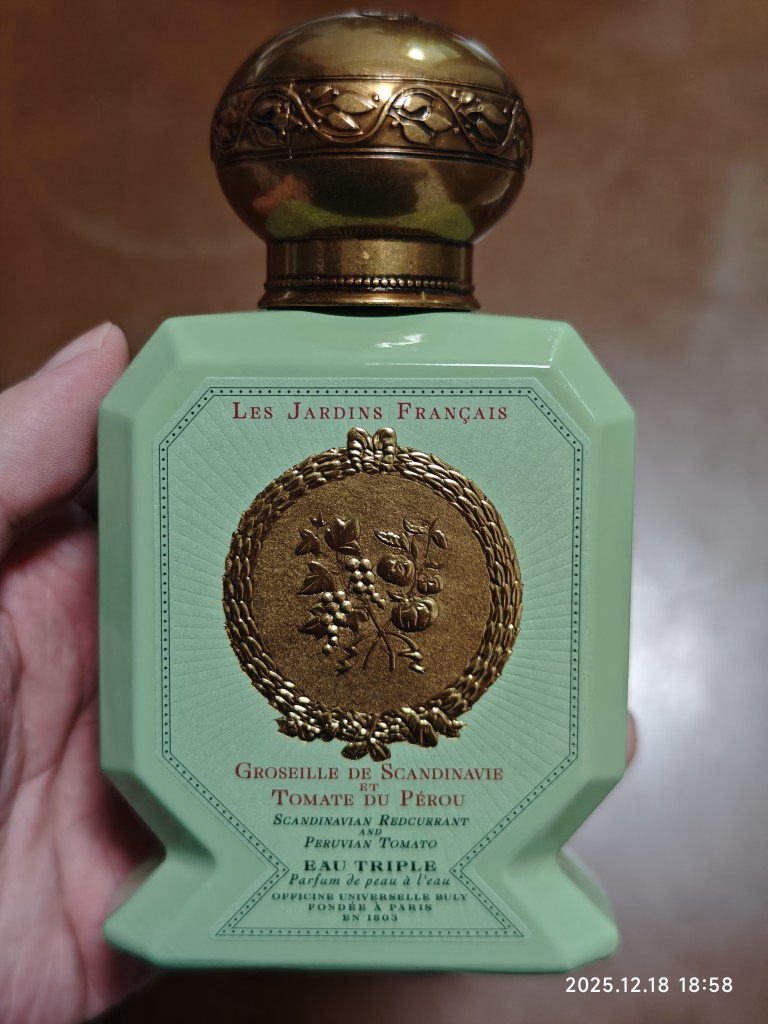 LES JARDINS FRANÇAIS
GROSEILLE DE SCANDINAVIE
ET
TOMATE DU PÉROU
SCANDINAVIAN REDCURRANT
AND
PERUVIAN TOMATO
EAU TRIPLE
Parfum de peau à l'eau
OFFICINE UNIVERSELLE BULY
FONDÉE À PARIS
EN 1803
2025.12.18 18:58